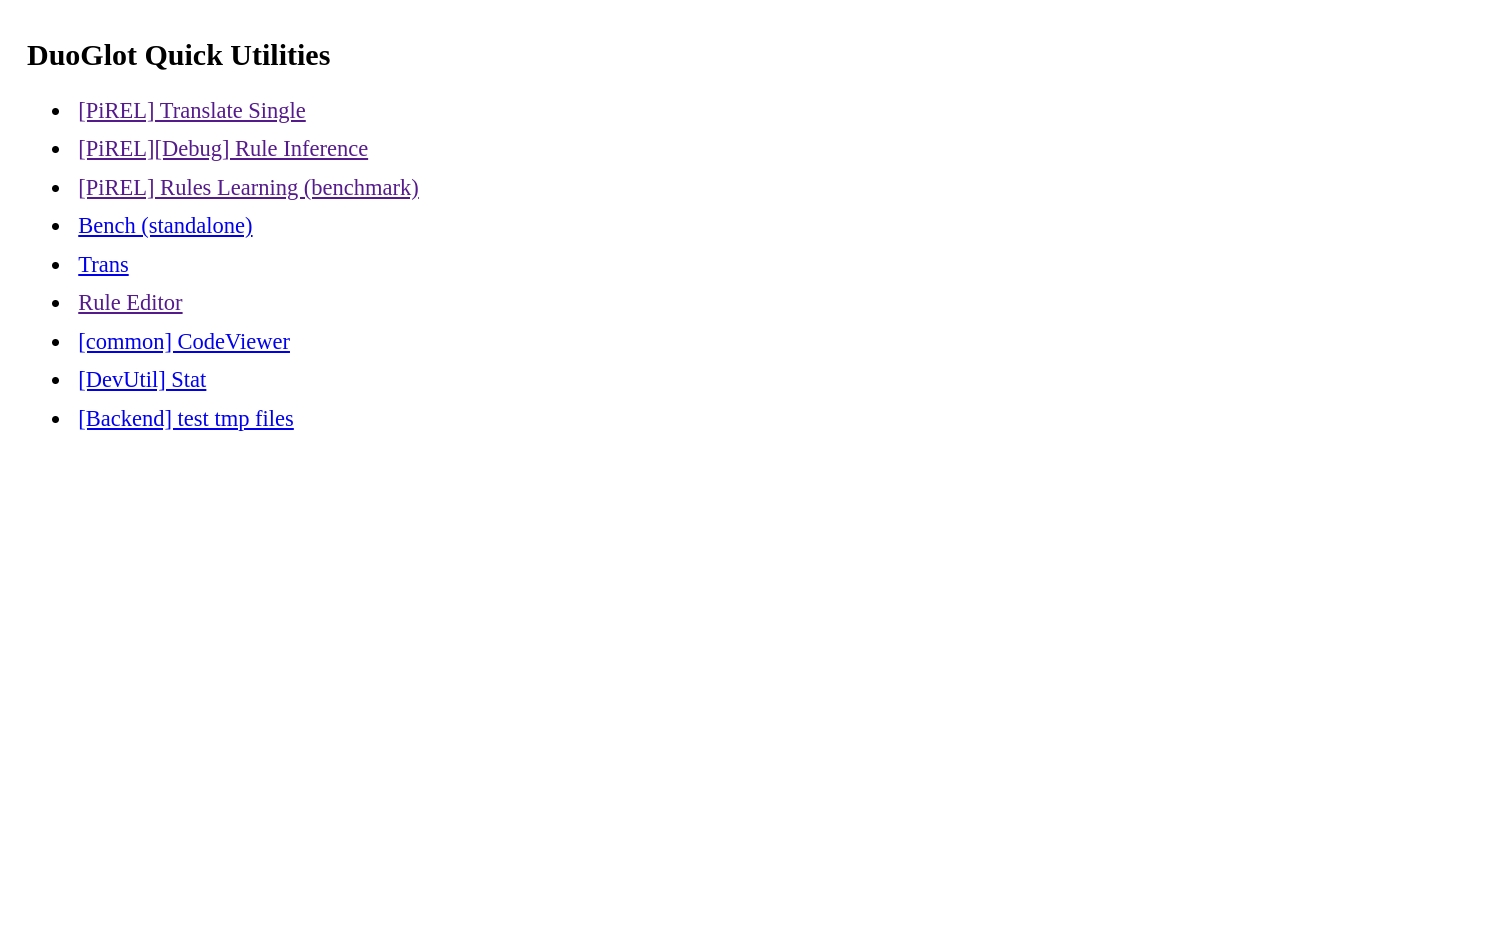 DuoGlot Quick Utilities
[PiREL] Translate Single
[PiREL][Debug] Rule Inference
[PiREL] Rules Learning (benchmark)
Bench (standalone)
Trans
Rule Editor
[common] CodeViewer
[DevUtil] Stat
[Backend] test tmp files